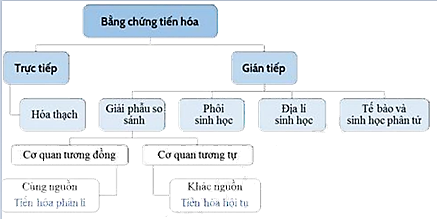 Bằng chứng tiến hóa
Trực tiếp
Gián tiếp
Hóa thạch
Giải phẫu so
sánh
Phôi
sinh học
Địa lí
sinh học
Tế bào và
sinh học phân tử
Cơ quan tương đồng
Cơ quan tương tự
Cùng nguồn
Tiến hóa phân li
Khác nguồn
Tiến hóa hội tụ